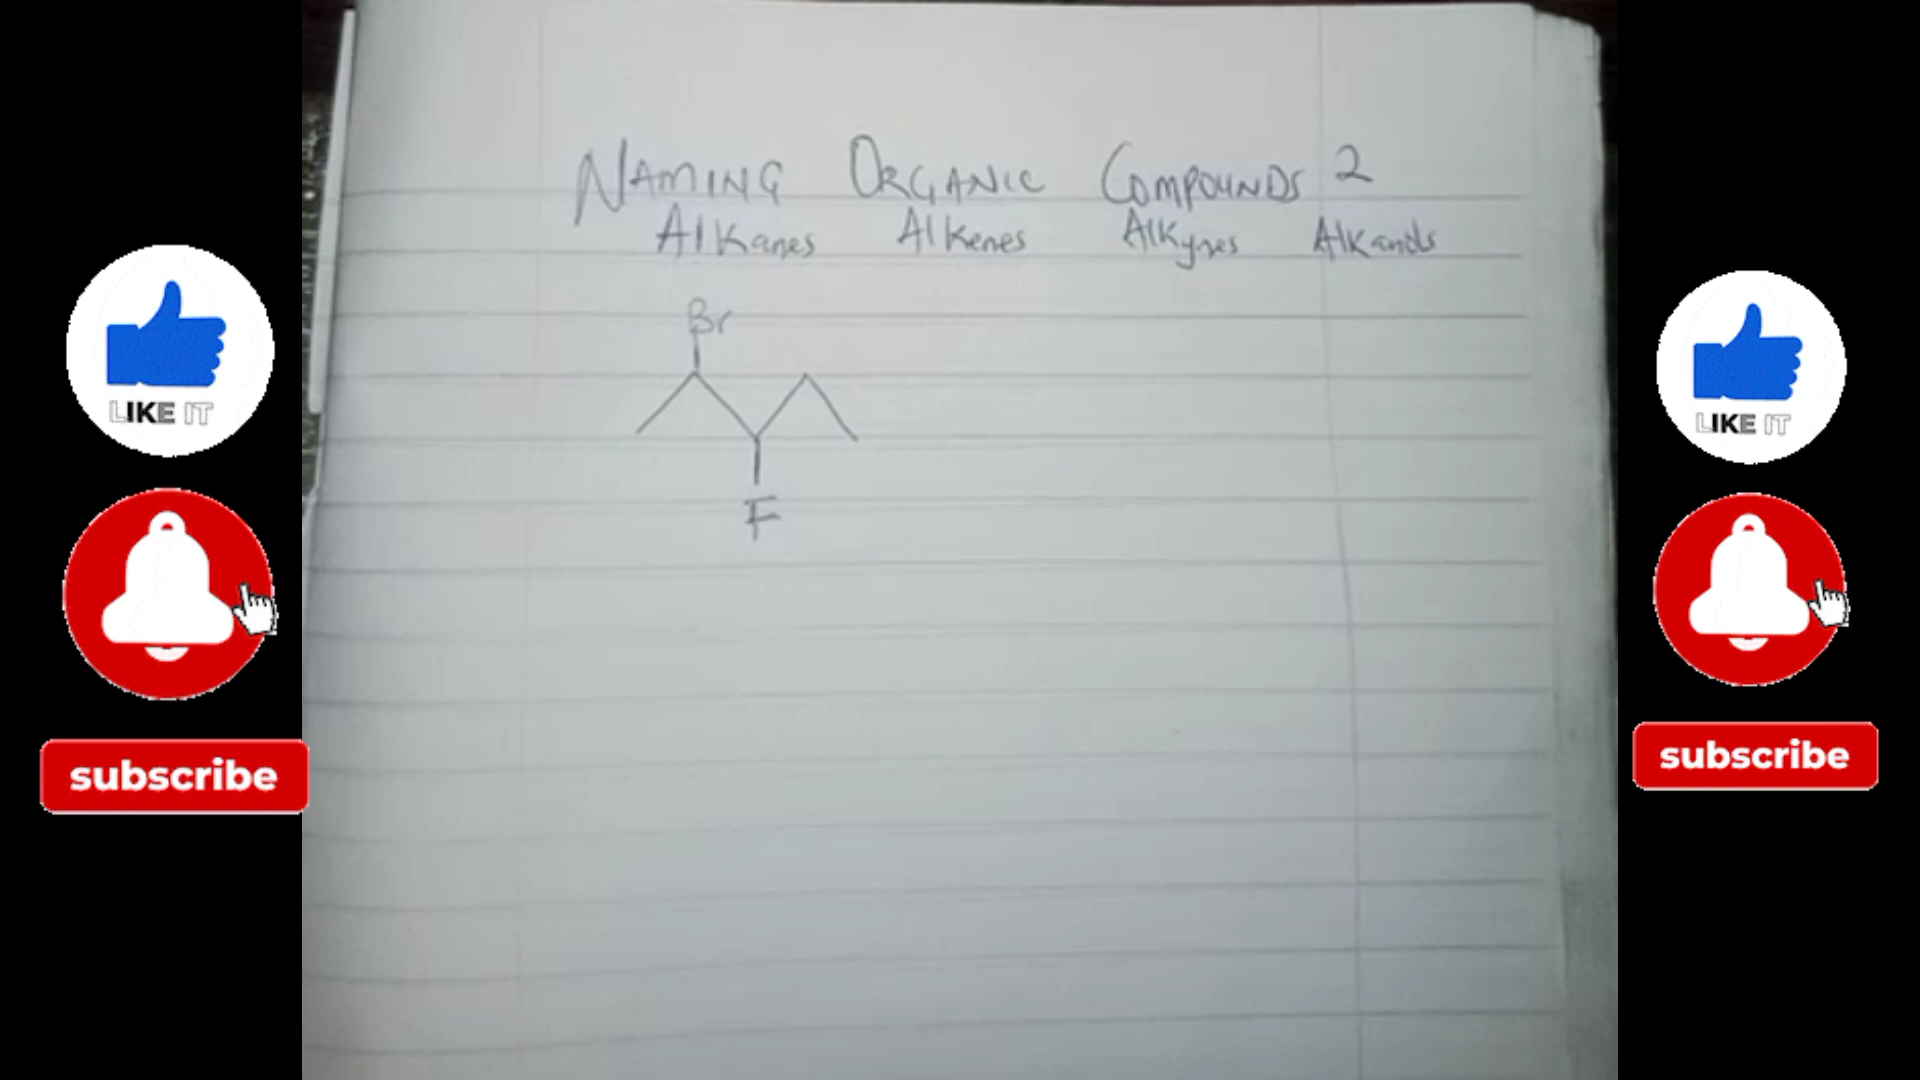 NAMING ORGANIC COMPOUNDS 2
Alkanes Alkenes Alkynes Alkanols
Br
F
LIKE IT
subscribe
LIKE IT
subscribe